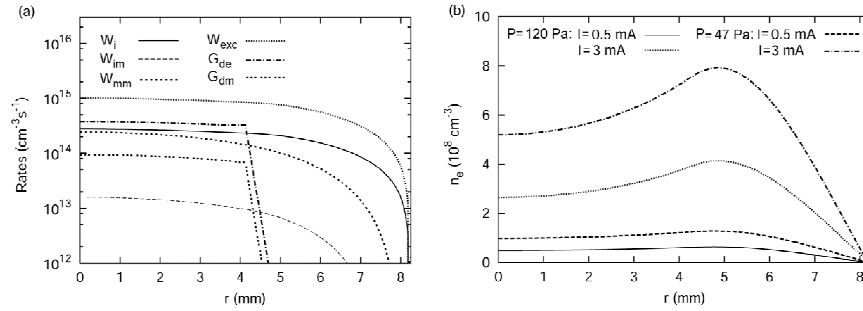 (a)
10^16
10^15
10^14
10^13
10^12
Rates (cm^-3 s^-1)
W_i
W_im
W_mm
W_exc
G_de
G_dm
0 1 2 3 4 5 6 7 8
r (mm)
(b)
10
8
6
4
2
0
n_e (10^8 cm^-3)
P= 120 Pa: I= 0.5 mA
I= 3 mA
P= 47 Pa: I= 0.5 mA
I= 3 mA
0 1 2 3 4 5 6 7 8
r (mm)